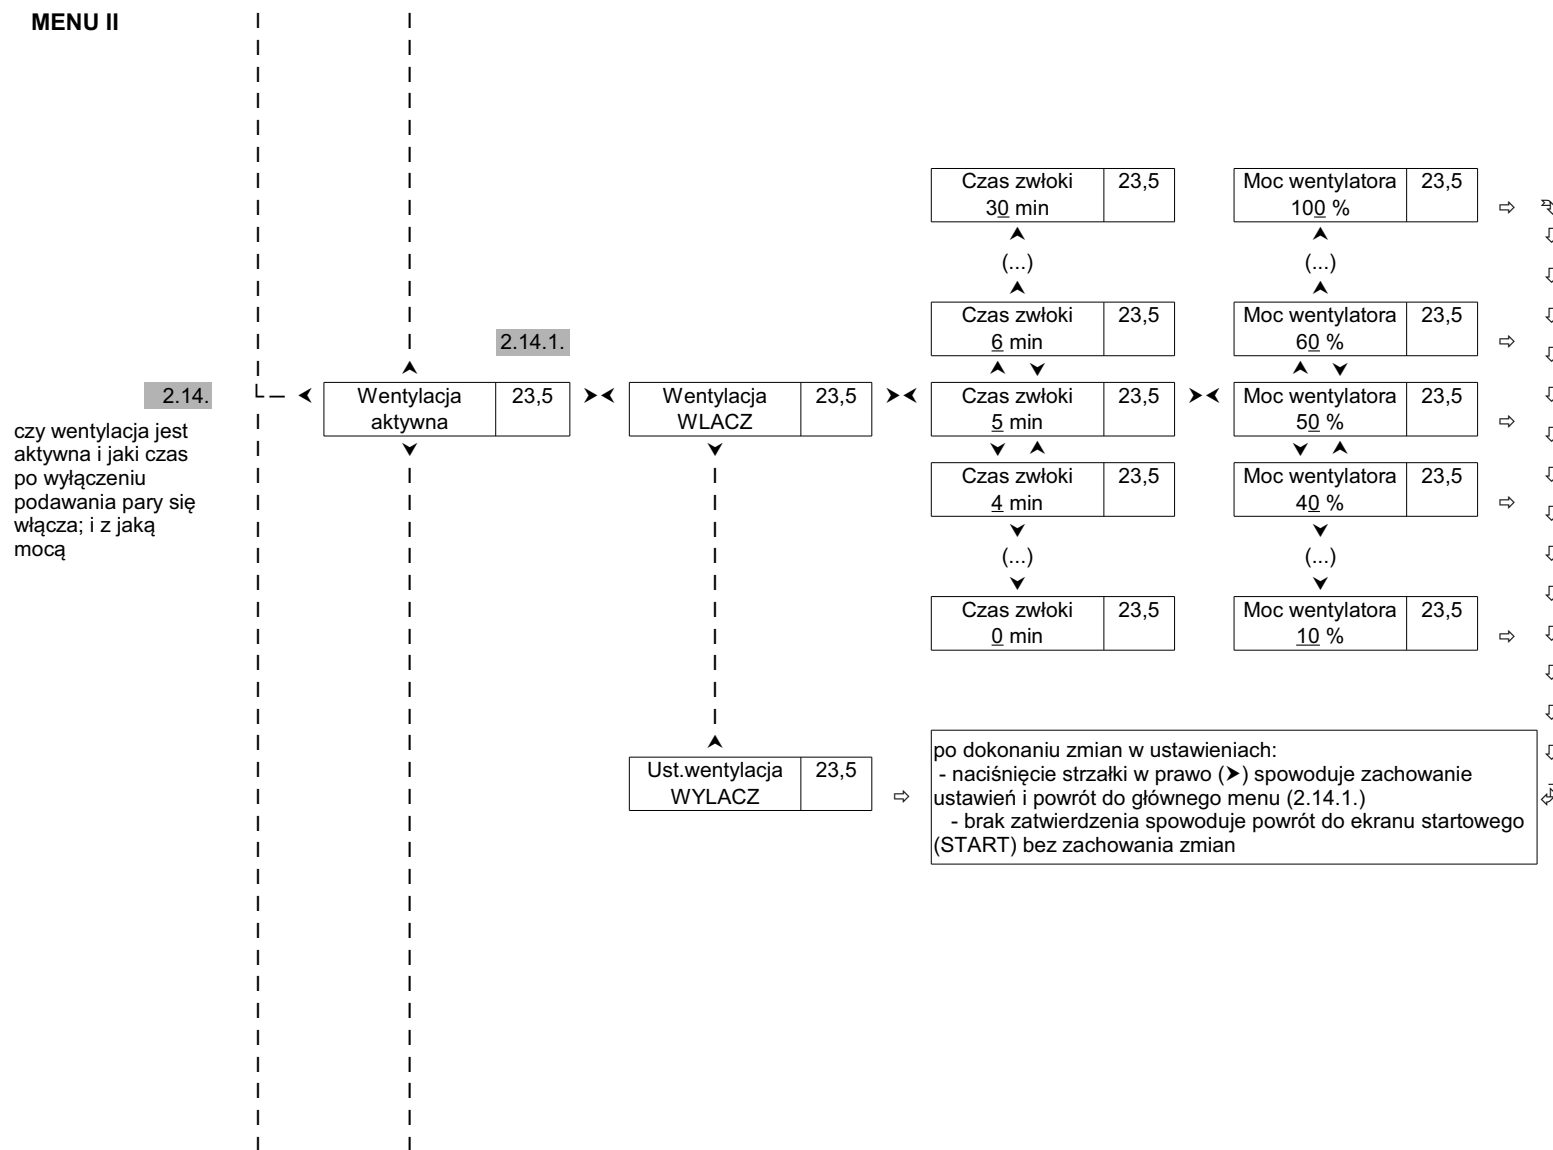 MENU II
Czas zwłoki 23,5
30 min
Moc wentylatora 23,5
100 %
(...)
(...)
Czas zwłoki 23,5
6 min
Moc wentylatora 23,5
60 %
2.14.1.
2.14.
Wentylacja 23,5
aktywna
Wentylacja 23,5
WLACZ
Czas zwłoki 23,5
5 min
Moc wentylatora 23,5
50 %
czy wentylacja jest
aktywna i jaki czas
po wyłączeniu
podawania pary się
włącza; i z jaką
mocą
Czas zwłoki 23,5
4 min
Moc wentylatora 23,5
40 %
(...)
(...)
Czas zwłoki 23,5
0 min
Moc wentylatora 23,5
10 %
Ust.wentylacja 23,5
WYLACZ
po dokonaniu zmian w ustawieniach:
- naciśnięcie strzałki w prawo (➤) spowoduje zachowanie
ustawień i powrót do głównego menu (2.14.1.)
- brak zatwierdzenia spowoduje powrót do ekranu startowego
(START) bez zachowania zmian